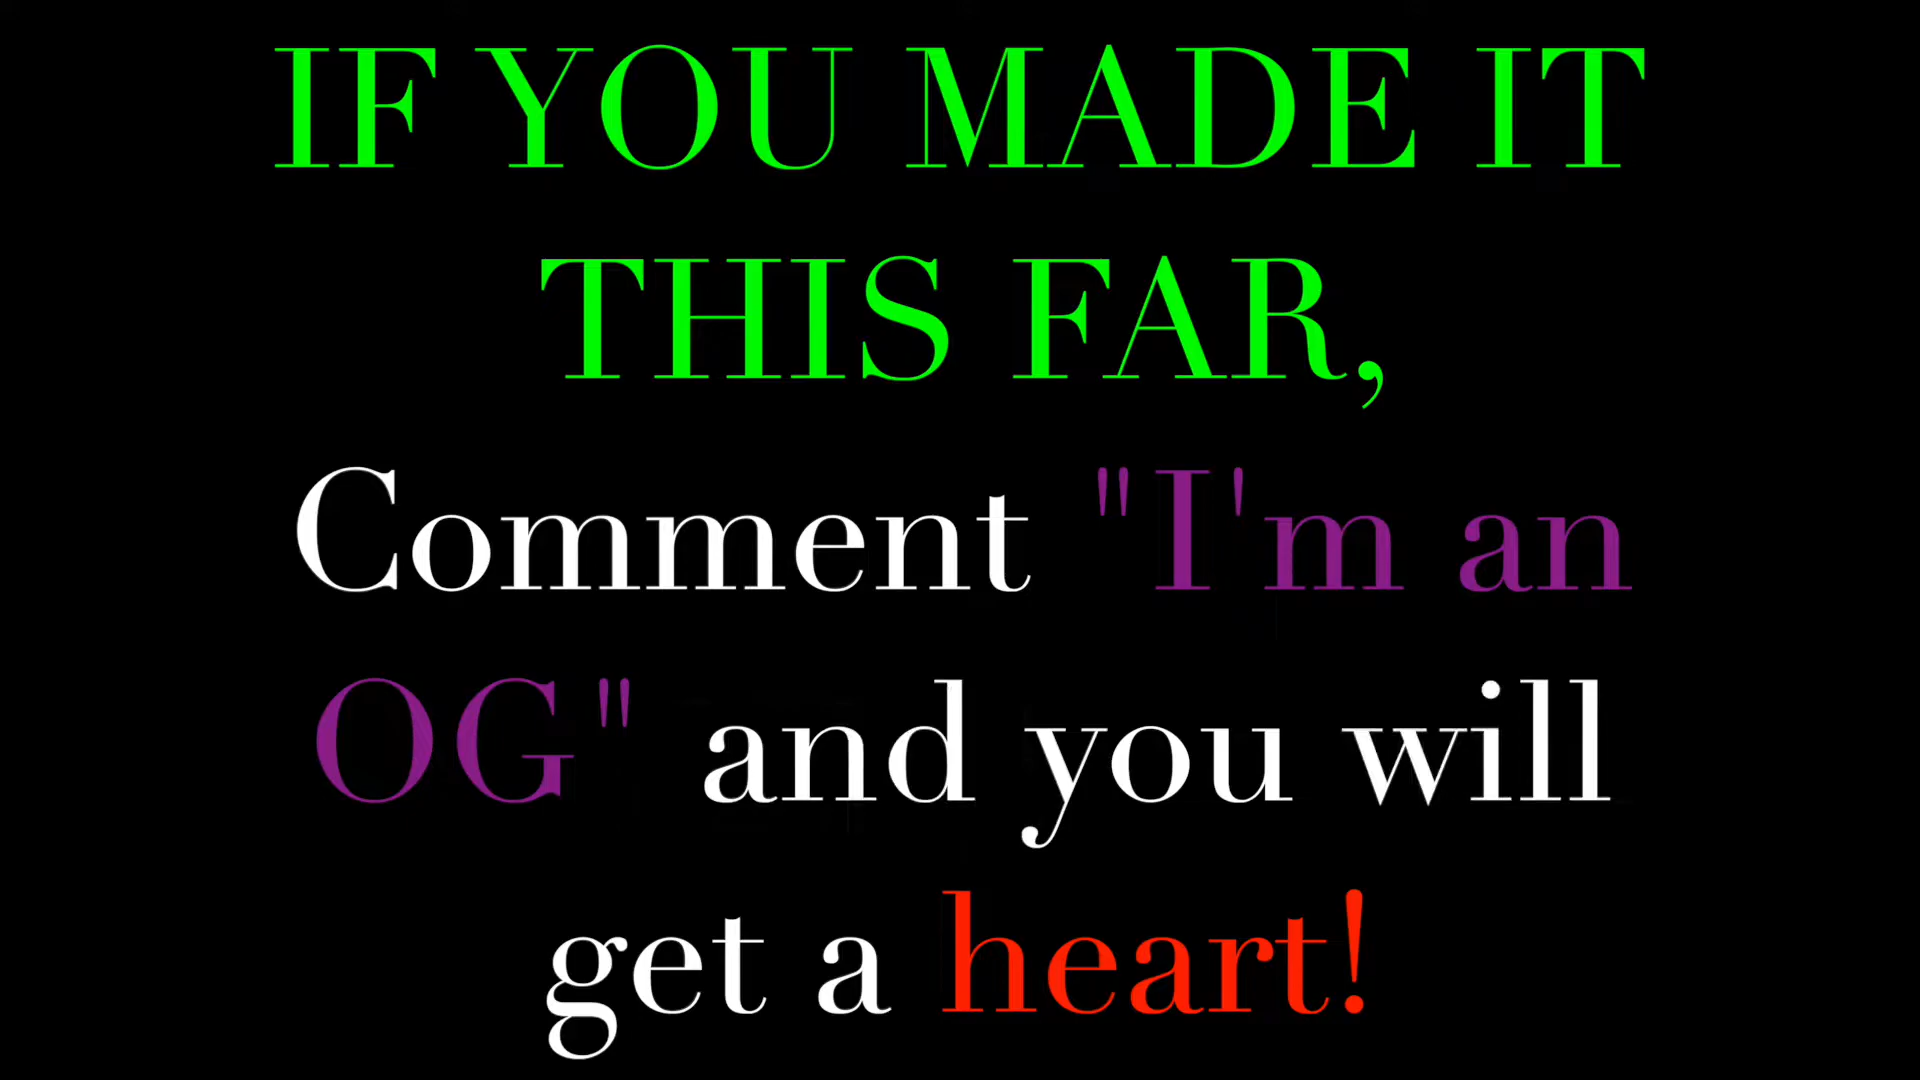 IF YOU MADE IT
THIS FAR,
Comment "I'm an
OG" and you will
get a heart!